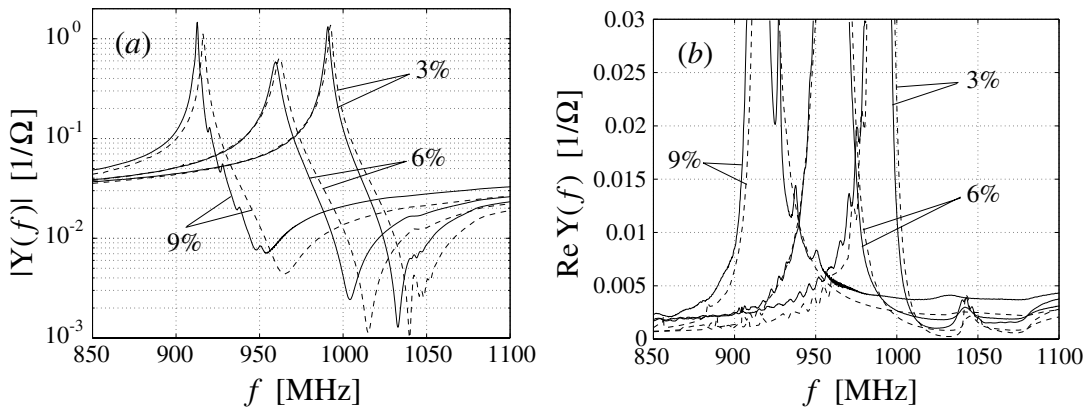 (a)
|Y(f)| [1/Ω]
10^0
10^-1
10^-2
10^-3
3%
6%
9%
850 900 950 1000 1050 1100
f [MHz]
(b)
Re Y(f) [1/Ω]
0.03
0.025
0.02
0.015
0.01
0.005
0
3%
9%
6%
850 900 950 1000 1050 1100
f [MHz]